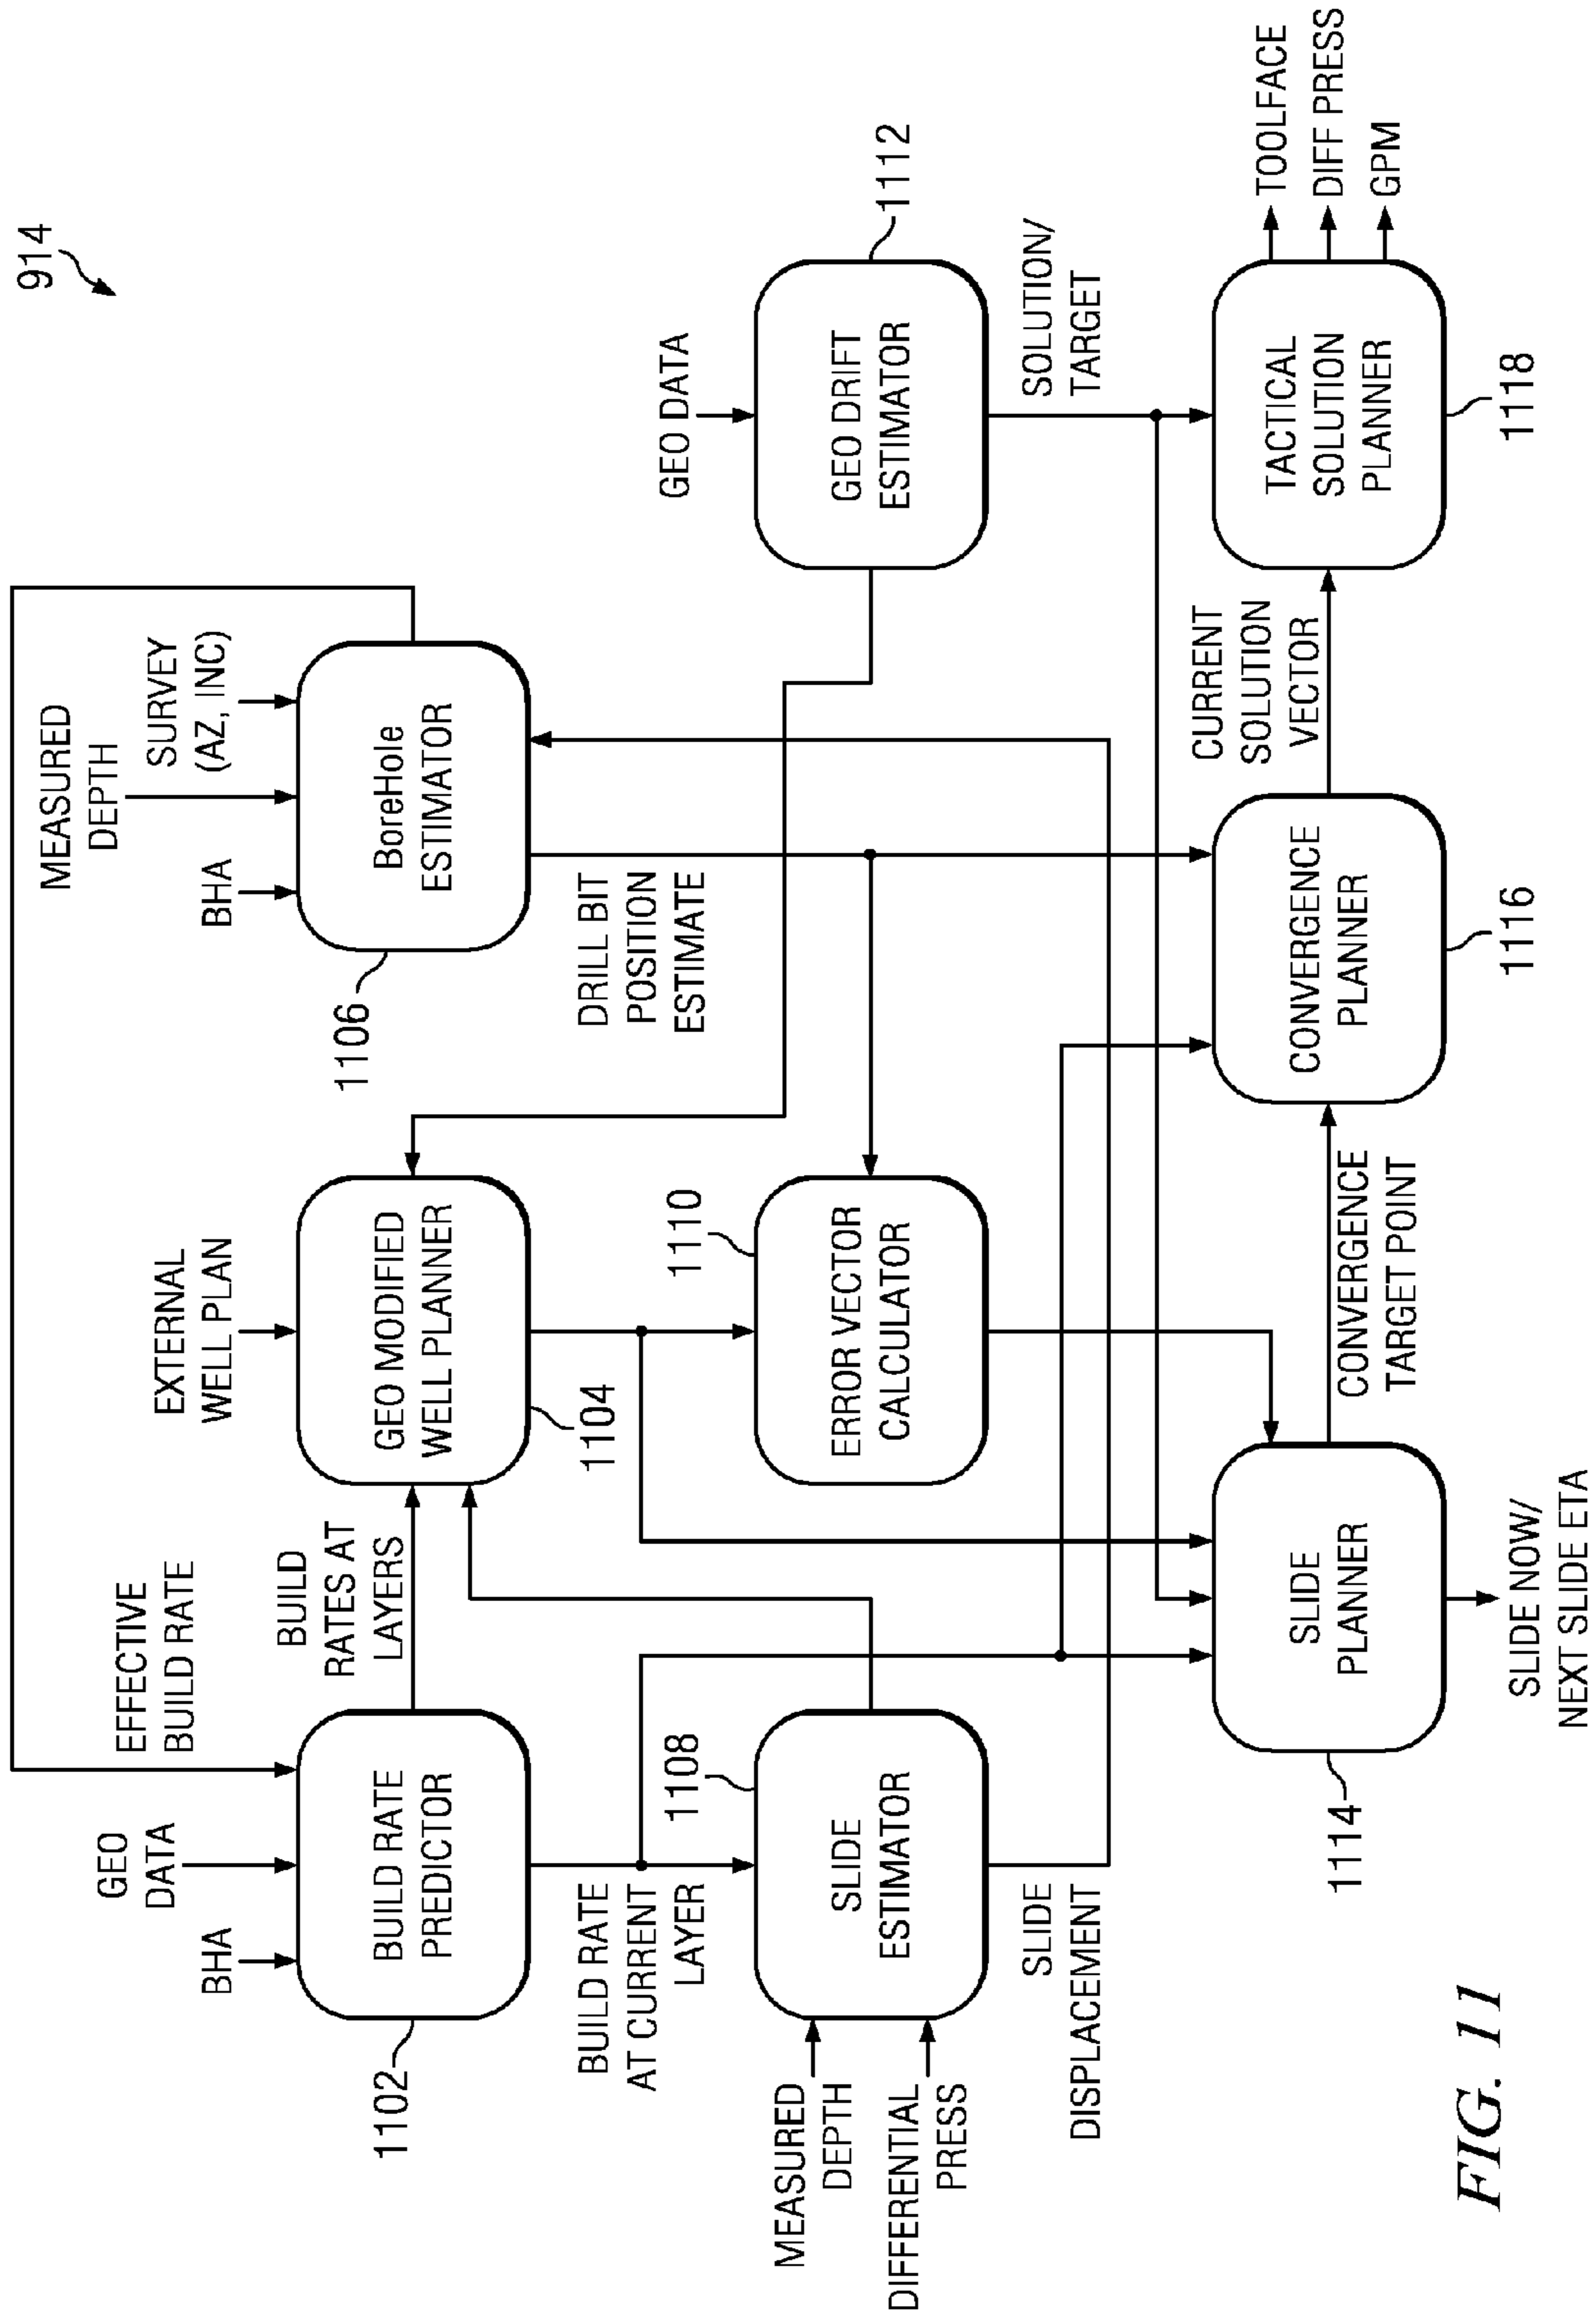 914
MEASURED
DEPTH
SURVEY
(AZ, INC)
BHA
BoreHole
ESTIMATOR
1106
EXTERNAL
WELL PLAN
GEO MODIFIED
WELL PLANNER
1104
EFFECTIVE
BUILD RATE
GEO
DATA
BHA
BUILD RATE
PREDICTOR
1102
BUILD
RATES AT
LAYERS
BUILD RATE
AT CURRENT
LAYER
1108
SLIDE
ESTIMATOR
MEASURED
DEPTH
DIFFERENTIAL
PRESS
SLIDE
DISPLACEMENT
1110
ERROR VECTOR
CALCULATOR
DRILL BIT
POSITION
ESTIMATE
GEO DATA
GEO DRIFT
ESTIMATOR
1112
SOLUTION/
TARGET
SLIDE
PLANNER
1114
SLIDE NOW/
NEXT SLIDE ETA
CONVERGENCE
TARGET POINT
CONVERGENCE
PLANNER
1116
CURRENT
SOLUTION
VECTOR
TACTICAL
SOLUTION
PLANNER
1118
TOOLFACE
DIFF PRESS
GPM
FIG. 11